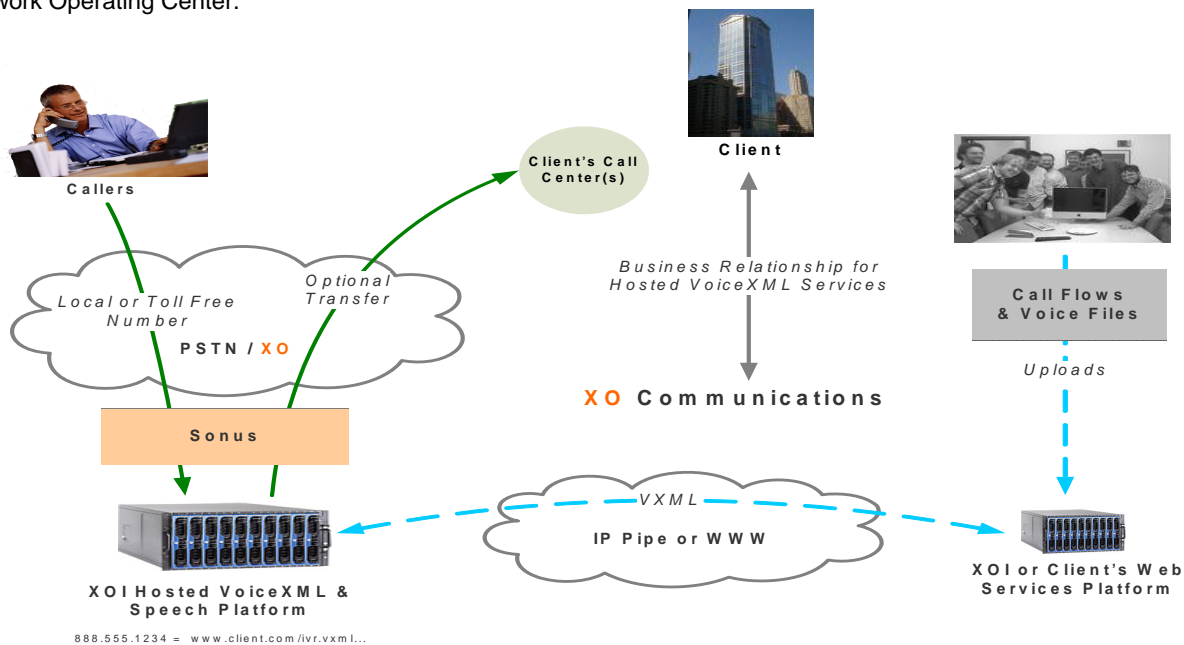 work Operating Center.
Callers
Client's Call
Center(s)
Client
Local or Toll Free
Number
Optional
Transfer
PSTN / XO
Business Relationship for
Hosted VoiceXML Services
Call Flows
& Voice Files
Uploads
XO Communications
Sonus
VXML
IP Pipe or WWW
XOI Hosted VoiceXML &
Speech Platform
888.555.1234 = www.client.com/ivr.vxml...
XOI or Client's Web
Services Platform